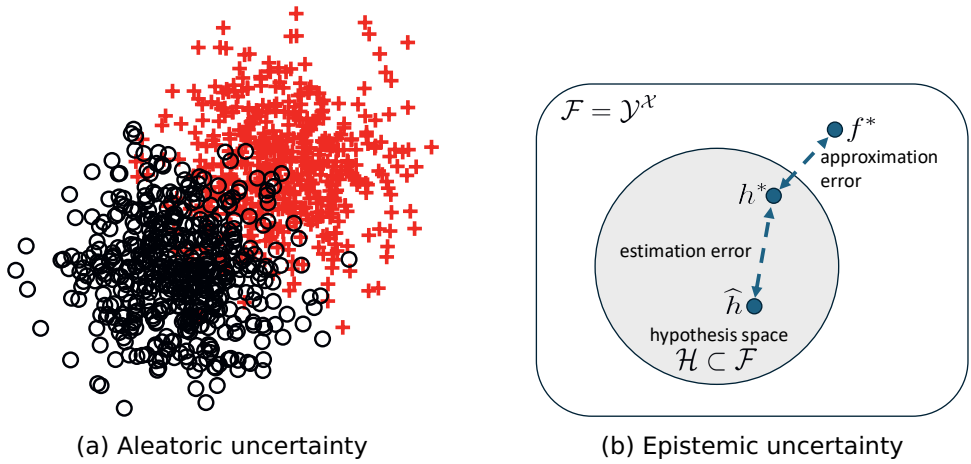 ℱ = 𝒴^𝒳
f*
approximation
error
h*
estimation error
ĥ
hypothesis space
ℋ ⊂ ℱ
(a) Aleatoric uncertainty
(b) Epistemic uncertainty